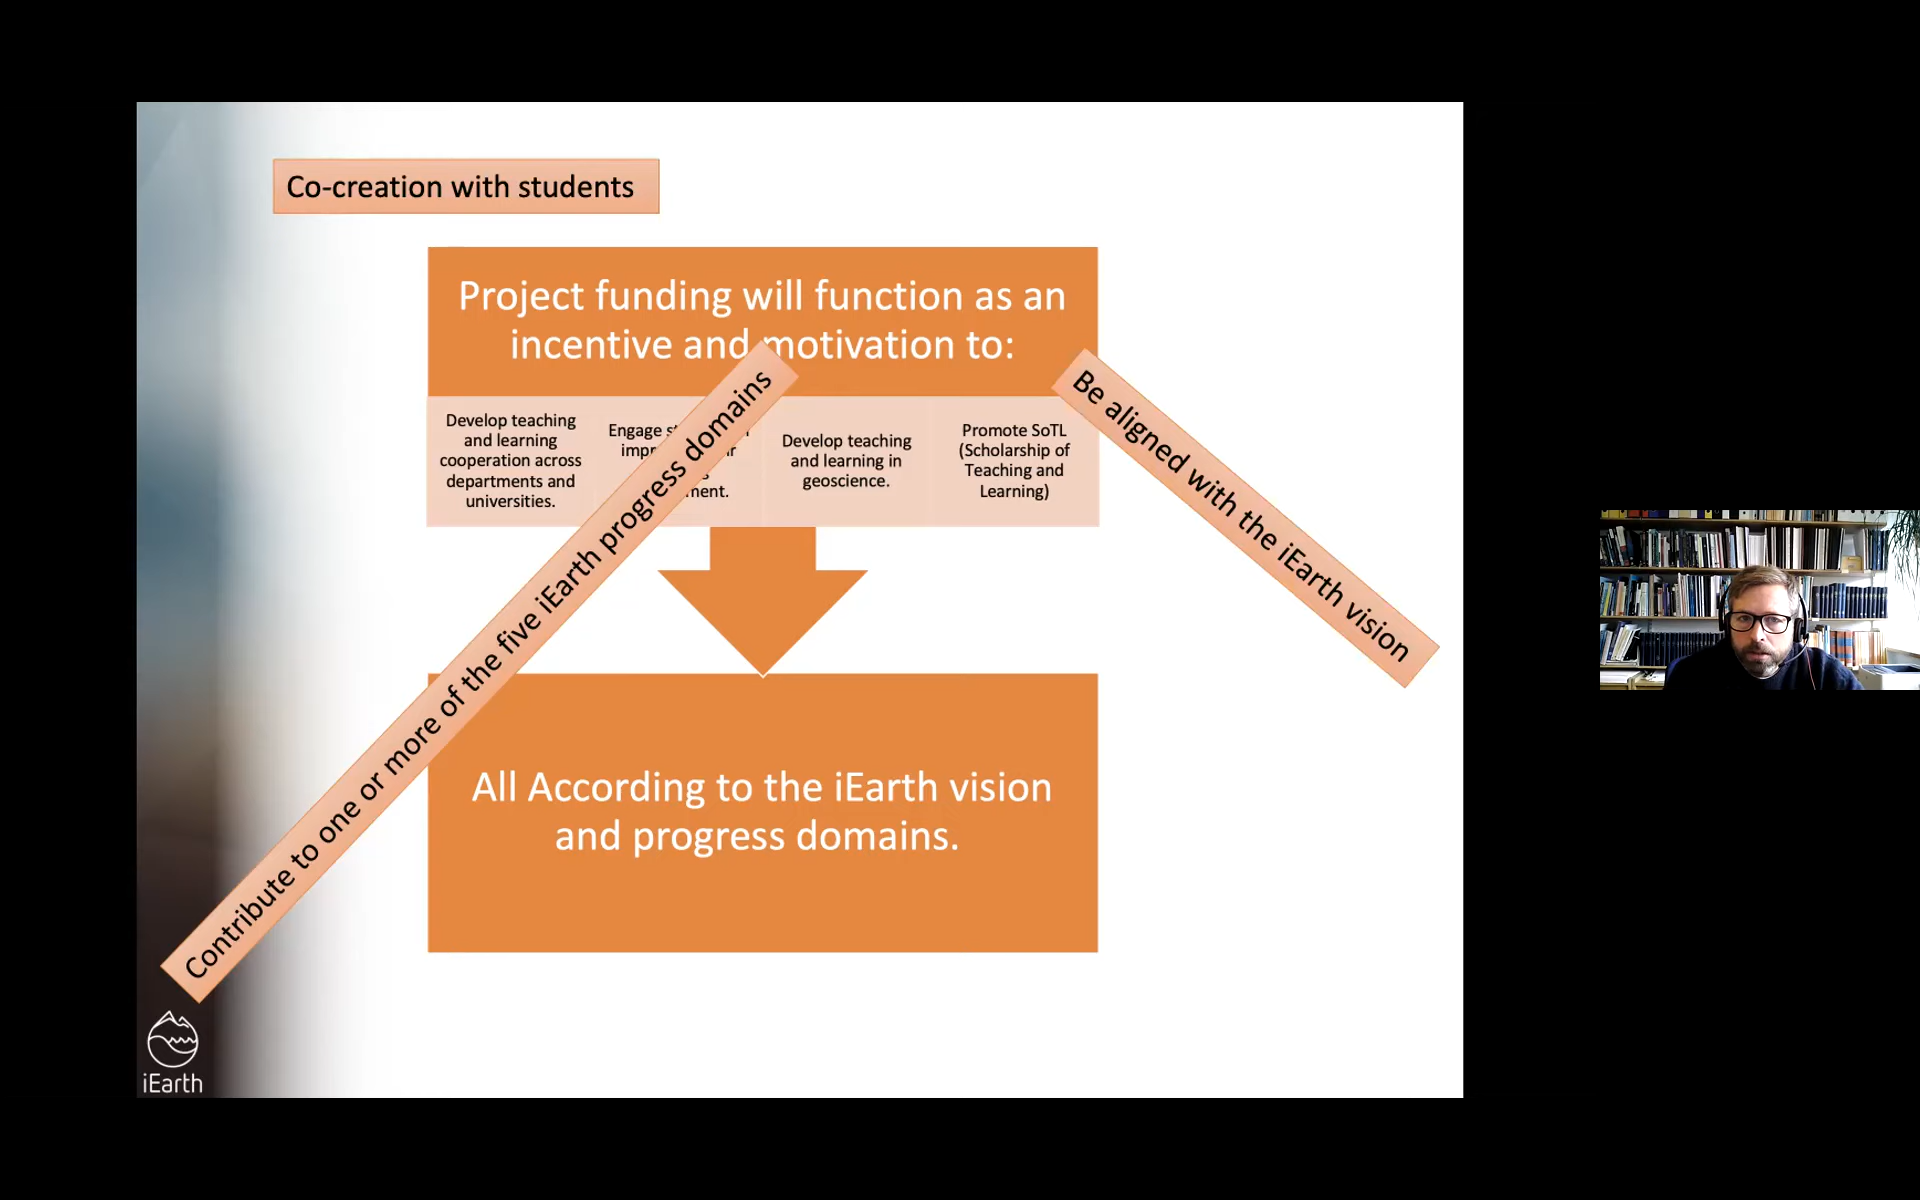 Co-creation with students
Project funding will function as an
incentive and motivation to:
Develop teaching
and learning
cooperation across
departments and
universities.
Engage
Develop teaching
and learning in
geoscience.
Promote SoTL
(Scholarship of
Teaching and
Learning)
Contribute to one or more of the five iEarth progress domains
Be aligned with the iEarth vision
All According to the iEarth vision
and progress domains.
iEarth